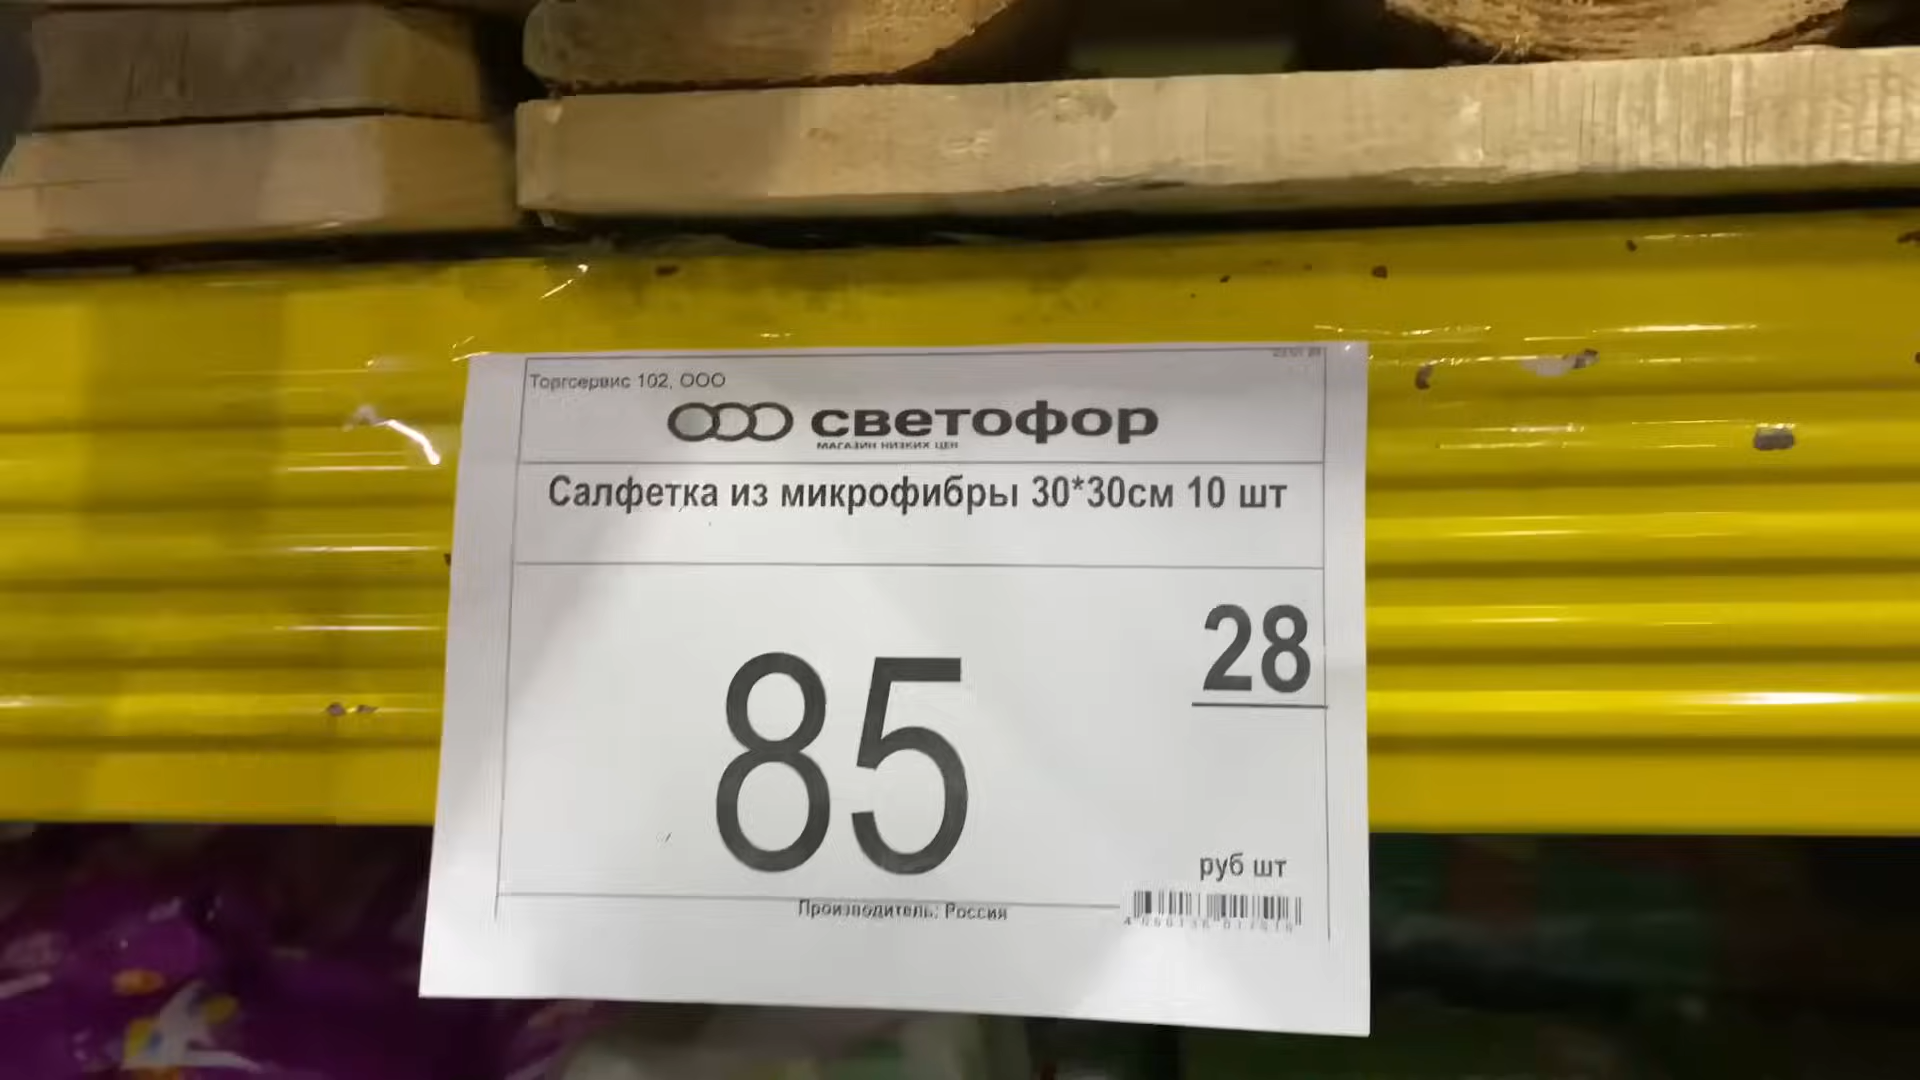 Торгсервис 102, ООО
светофор
МАГАЗИН НИЗКИХ ЦЕН
Салфетка из микрофибры 30*30см 10 шт
85
28
руб шт
Производитель: Россия